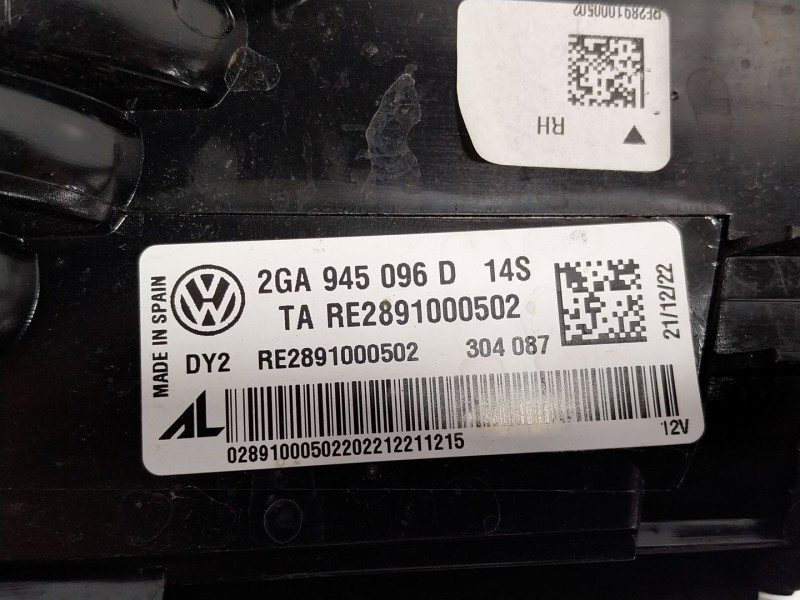 RE2891000502
RH
MADE IN SPAIN
2GA 945 096 D 14S
TA RE2891000502
DY2 RE2891000502 304 087
21/12/22
AL
02891000502202212211215
12V